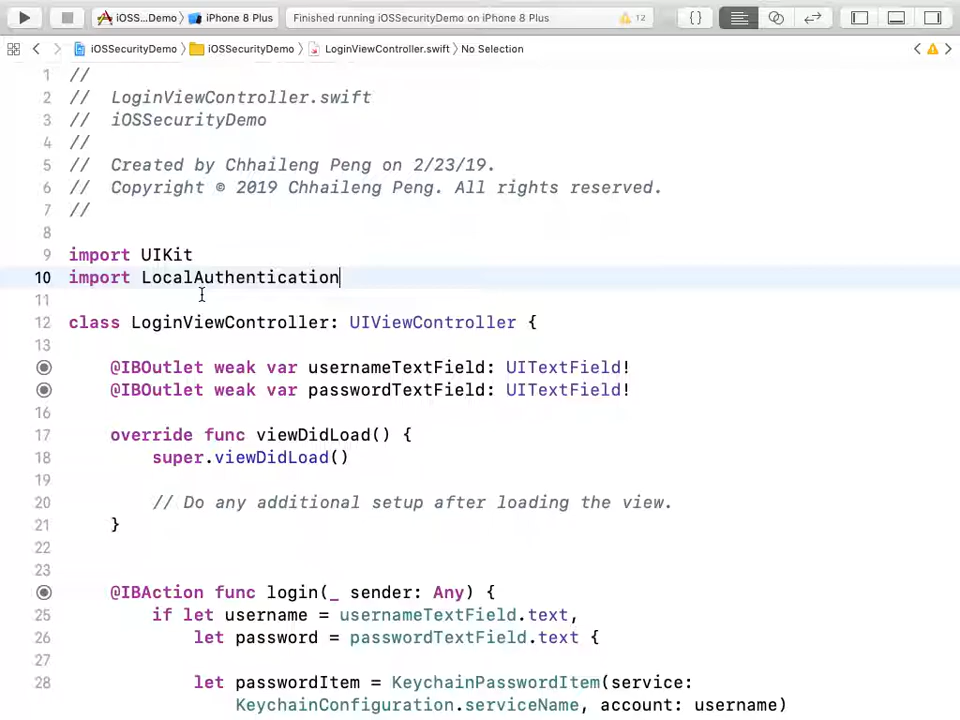 iOSS...Demo iPhone 8 Plus Finished running iOSSecurityDemo on iPhone 8 Plus 12 {}
iOSSecurityDemo iOSSecurityDemo LoginViewController.swift No Selection
1 //
2 // LoginViewController.swift
3 // iOSSecurityDemo
4 //
5 // Created by Chhaileng Peng on 2/23/19.
6 // Copyright © 2019 Chhaileng Peng. All rights reserved.
7 //
8
9 import UIKit
10 import LocalAuthentication
11
12 class LoginViewController: UIViewController {
13
@IBOutlet weak var usernameTextField: UITextField!
@IBOutlet weak var passwordTextField: UITextField!
16
17 override func viewDidLoad() {
18 super.viewDidLoad()
19
20 // Do any additional setup after loading the view.
21 }
22
23
@IBAction func login(_ sender: Any) {
25 if let username = usernameTextField.text,
26 let password = passwordTextField.text {
27
28 let passwordItem = KeychainPasswordItem(service:
KeychainConfiguration.serviceName, account: username)